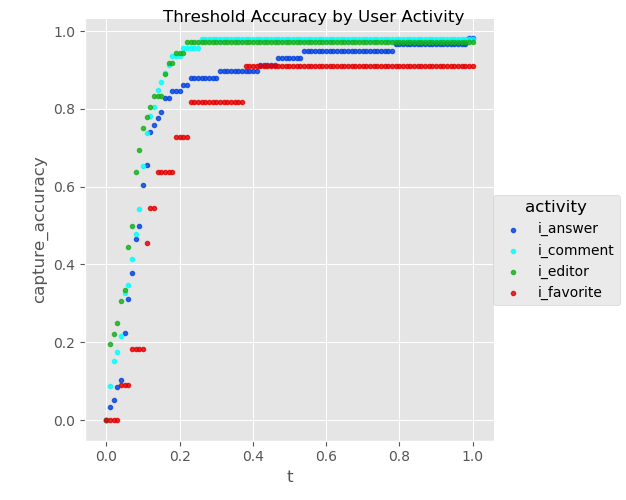 Threshold Accuracy by User Activity
capture_accuracy
1.0
0.8
0.6
0.4
0.2
0.0
0.0 0.2 0.4 0.6 0.8 1.0
t
activity
i_answer
i_comment
i_editor
i_favorite